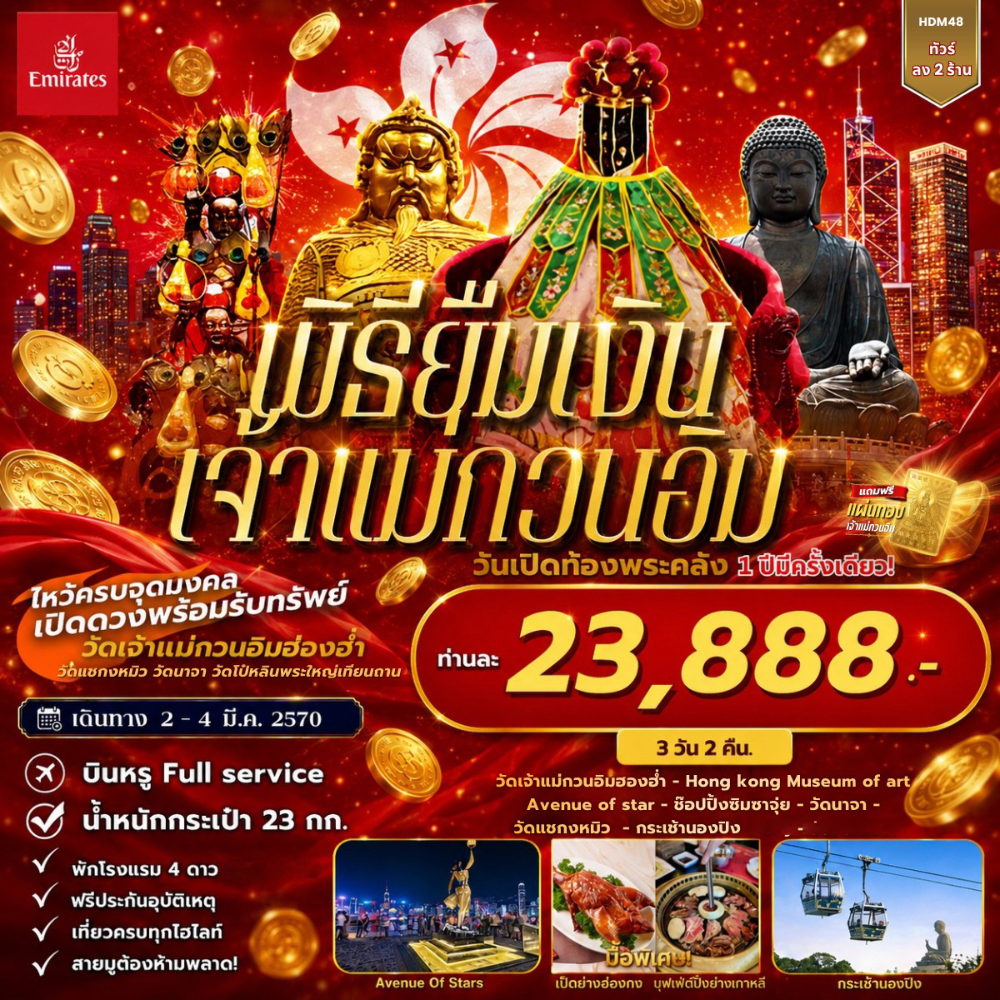 Emirates
HDM48
ทัวร์
ลง 2 ร้าน
พิธียืมเงิน
เจ้าแม่กวนอิม
แถมฟรี
แผ่นทอง
เจ้าแม่กวนอิม
วันเปิดท้องพระคลัง 1 ปีมีครั้งเดียว!
ไหว้ครบจุดมงคล
เปิดดวงพร้อมรับทรัพย์
วัดเจ้าแม่กวนอิมฮ่องฮำ
วัดแชกงหมิว วัดนาจา วัดโป๋หลินพระใหญ่เทียนถาน
ท่านละ 23,888.-
เดินทาง 2 - 4 มี.ค. 2570
3 วัน 2 คืน.
บินหรู Full service
น้ำหนักกระเป๋า 23 กก.
วัดเจ้าแม่กวนอิมฮองฮำ - Hong kong Museum of art
Avenue of star - ช๊อปปิ้งซิมซาจุ่ย - วัดนาจา -
วัดแชกงหมิว - กระเช้านองปิง -
พักโรงแรม 4 ดาว
ฟรีประกันอุบัติเหตุ
เที่ยวครบทุกไฮไลท์
สายมูต้องห้ามพลาด!
Avenue Of Stars
มื้อพิเศษ!
เป็ดย่างฮ่องกง บุฟเฟ่ต์ปิ้งย่างเกาหลี
กระเช้านองปิง